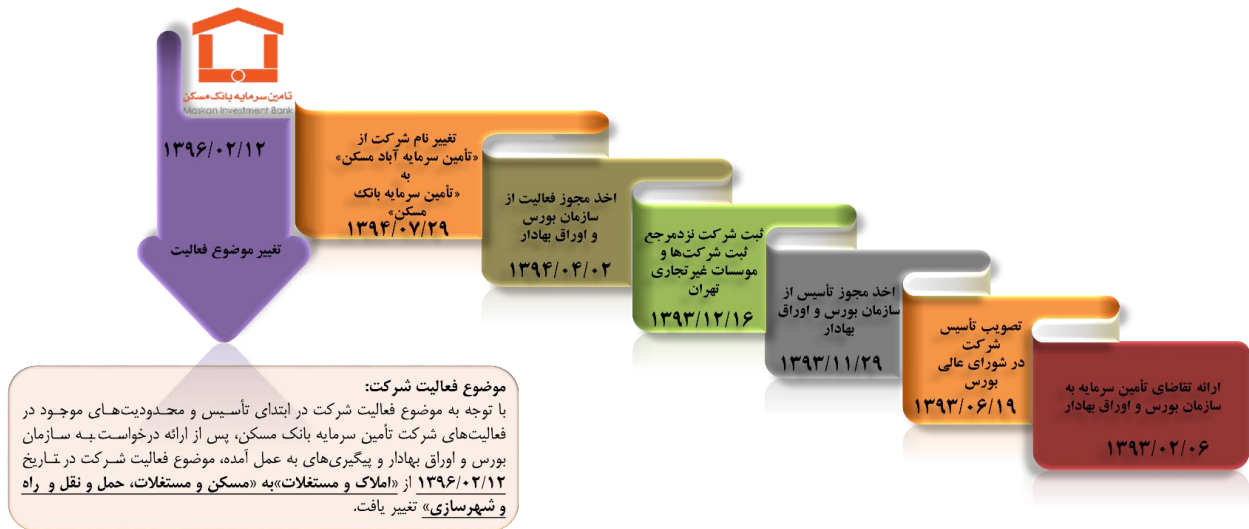 تامین سرمایه بانک مسکن
Maskan Investment Bank
۱۳۹۶/۰۲/۱۲
تغییر موضوع فعالیت
تغییر نام شرکت از
«تأمین سرمایه آباد مسکن»
به
«تأمین سرمایه بانک
مسکن»
۱۳۹۴/۰۷/۲۹
اخذ مجوز فعالیت از
سازمان بورس
و اوراق بهادار
۱۳۹۴/۰۴/۰۲
ثبت شرکت نزدمرجع
ثبت شرکت‌ها و
موسسات غیرتجاری
تهران
۱۳۹۳/۱۲/۱۶
اخذ مجوز تأسیس از
سازمان بورس و اوراق
بهادار
۱۳۹۳/۱۱/۲۹
تصویب تأسیس
شرکت
در شورای عالی
بورس
۱۳۹۳/۰۶/۱۹
ارائه تقاضای تأمین سرمایه به
سازمان بورس و اوراق بهادار
۱۳۹۳/۰۲/۰۶
موضوع فعالیت شرکت:
با توجه به موضوع فعالیت شرکت در ابتدای تأسیس و محدودیت‌های موجود در
فعالیت‌های شرکت تأمین سرمایه بانک مسکن، پس از ارائه درخواست به سازمان
بورس و اوراق بهادار و پیگیری‌های به عمل آمده، موضوع فعالیت شرکت در تاریخ
۱۳۹۶/۰۲/۱۲ از «املاک و مستغلات»به «مسکن و مستغلات، حمل و نقل و راه
و شهرسازی» تغییر یافت.